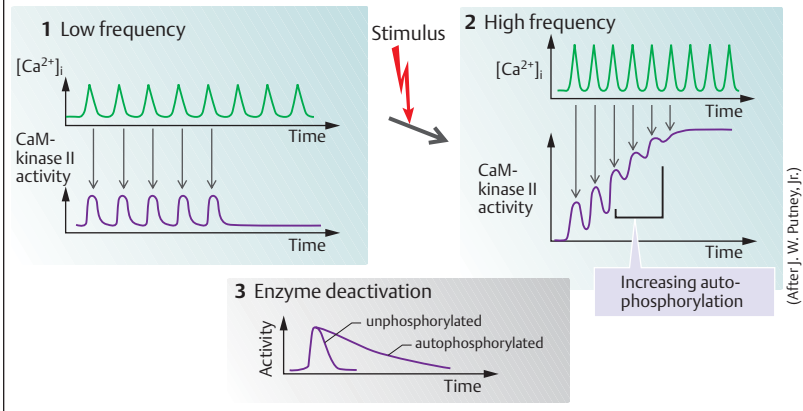 1 Low frequency
[Ca²⁺]ᵢ
Time
CaM-
kinase II
activity
Time
Stimulus
2 High frequency
[Ca²⁺]ᵢ
Time
CaM-
kinase II
activity
Time
Increasing auto-
phosphorylation
3 Enzyme deactivation
Activity
unphosphorylated
autophosphorylated
Time
(After J. W. Putney, Jr.)